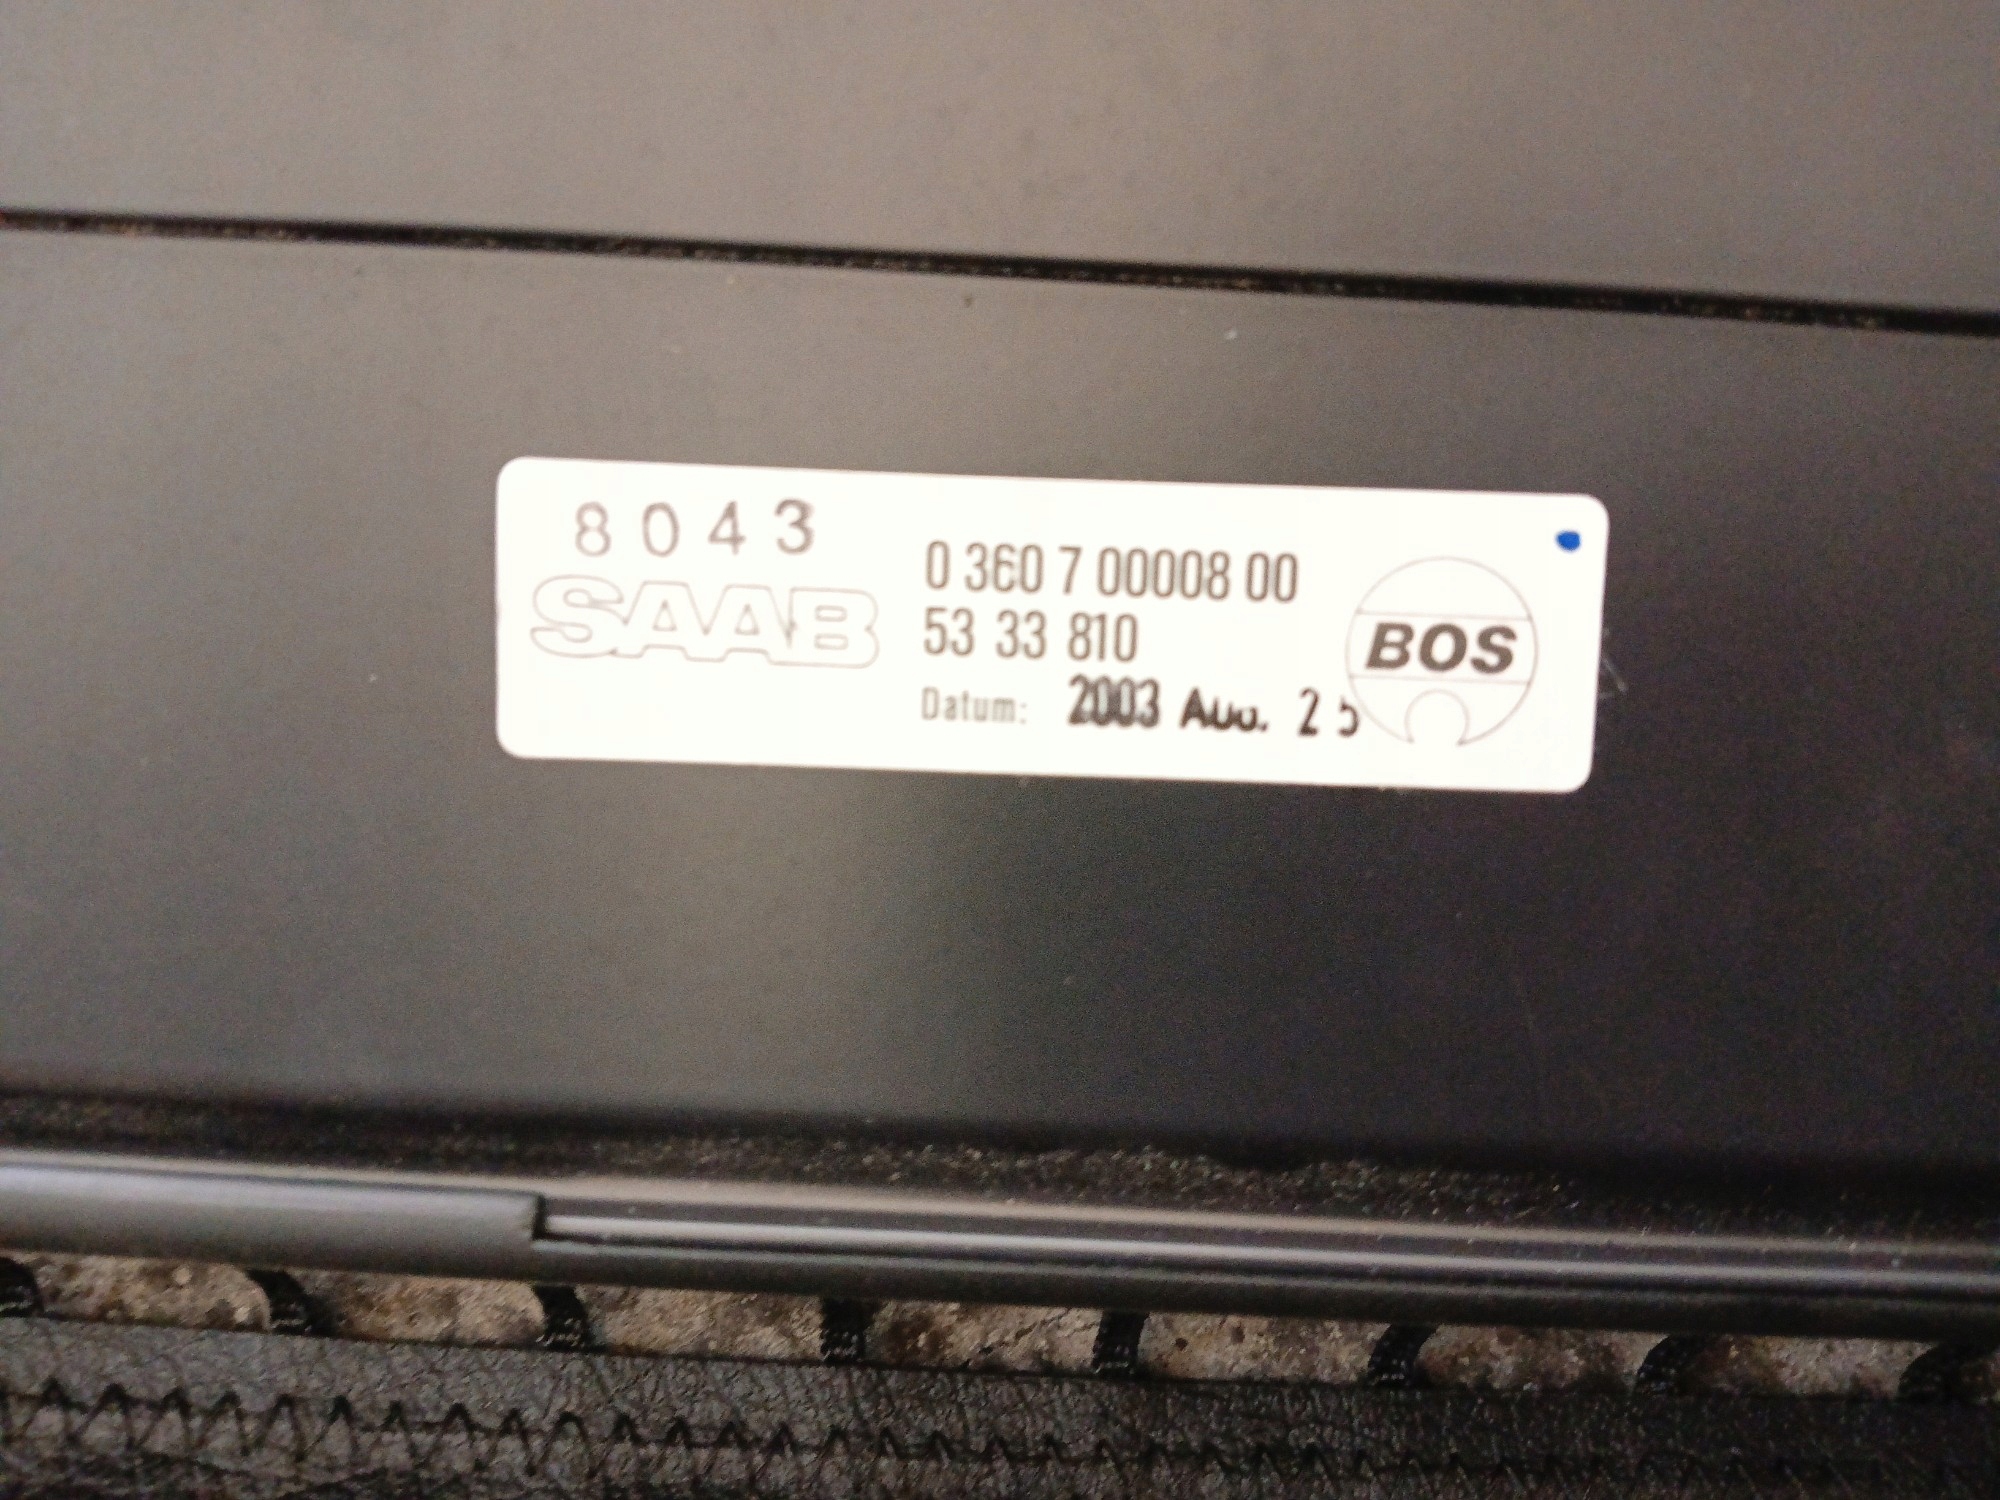 8043
SAAB
0 360 7 00008 00
53 33 810
Datum: 2003 Aug. 25
BOS